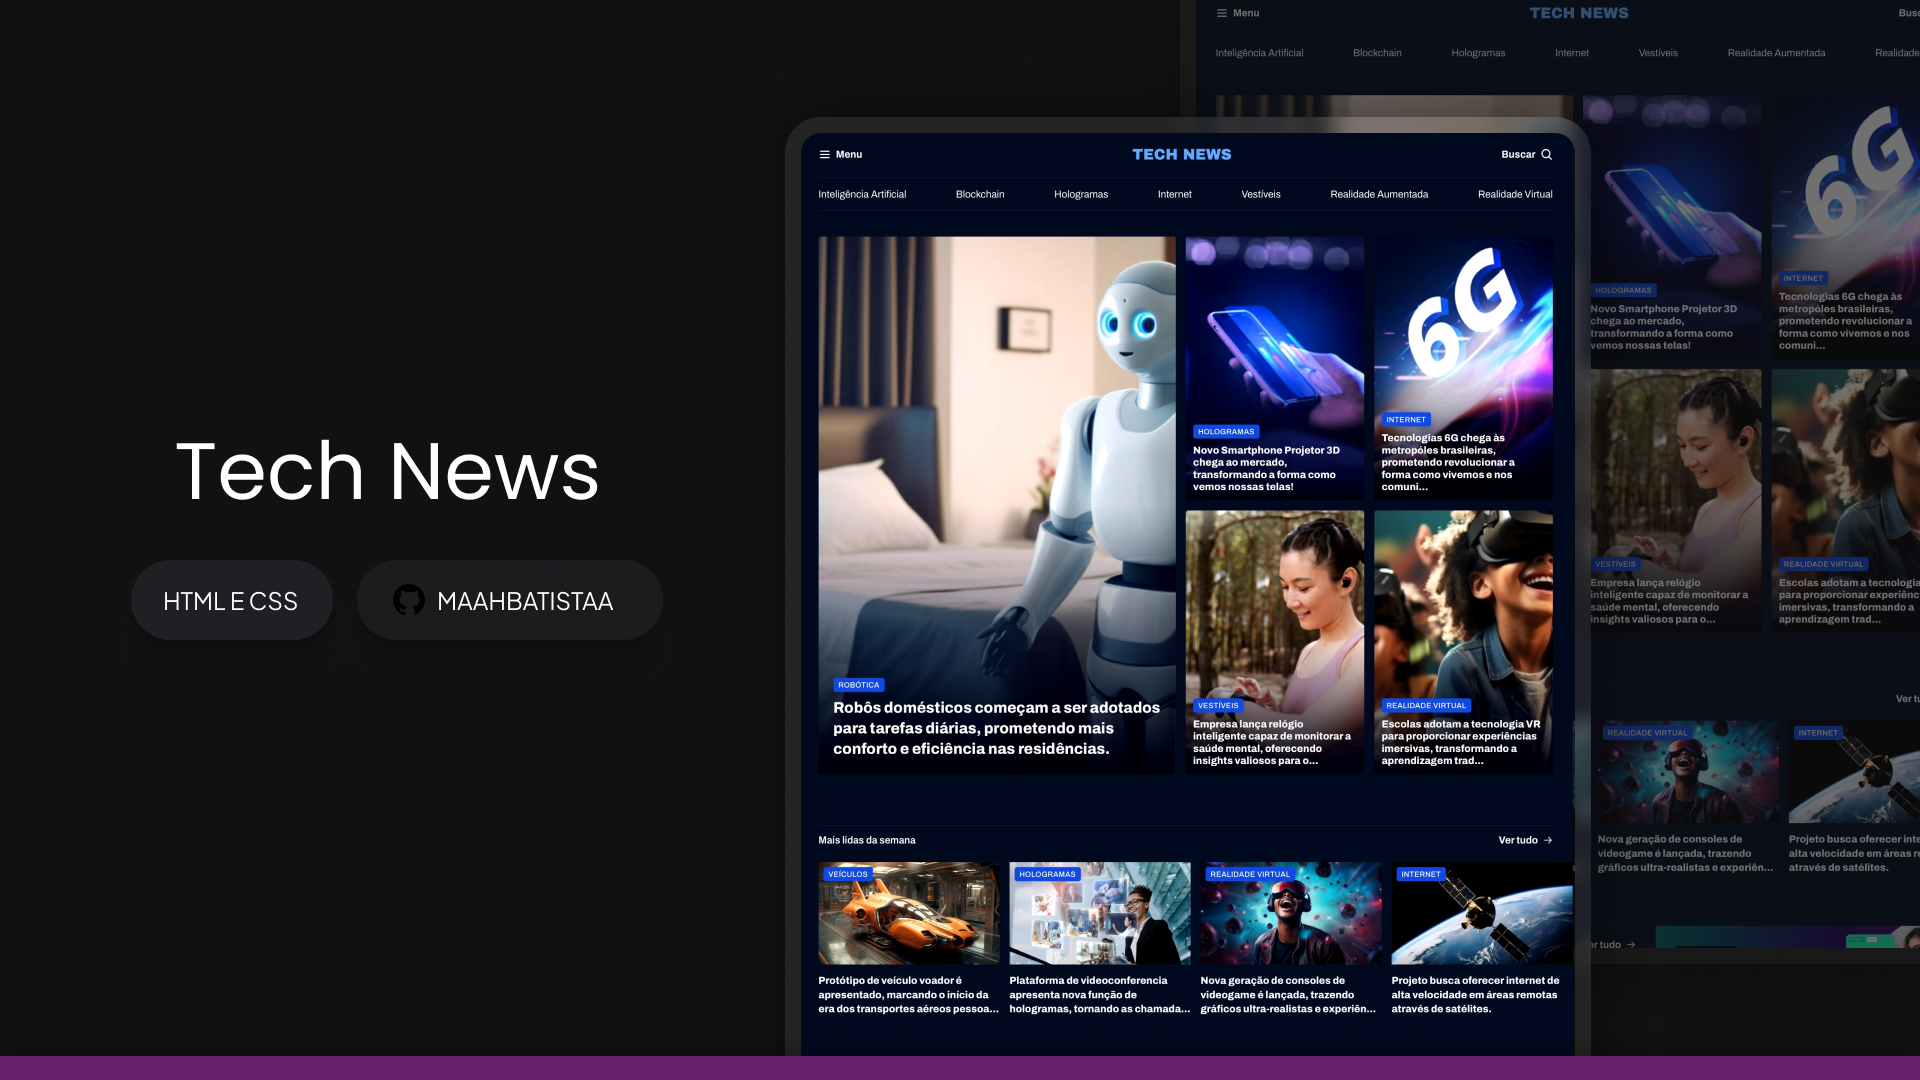 Tech News
HTML E CSS
MAAHBATISTAA
Menu
TECH NEWS
Buscar
Inteligência Artificial
Blockchain
Hologramas
Internet
Vestíveis
Realidade Aumentada
Realidade Virtual
ROBÓTICA
Robôs domésticos começam a ser adotados
para tarefas diárias, prometendo mais
conforto e eficiência nas residências.
HOLOGRAMAS
Novo Smartphone Projetor 3D
chega ao mercado,
transformando a forma como
vemos nossas telas!
6G
INTERNET
Tecnologias 6G chega às
metropóles brasileiras,
prometendo revolucionar a
forma como vivemos e nos
comuni...
VESTÍVEIS
Empresa lança relógio
inteligente capaz de monitorar a
saúde mental, oferecendo
insights valiosos para o...
REALIDADE VIRTUAL
Escolas adotam a tecnologia VR
para proporcionar experiências
imersivas, transformando a
aprendizagem trad...
Mais lidas da semana
Ver tudo
VEÍCULOS
Protótipo de veículo voador é
apresentado, marcando o início da
era dos transportes aéreos pessoa...
HOLOGRAMAS
Plataforma de videoconferencia
apresenta nova função de
hologramas, tornando as chamada...
REALIDADE VIRTUAL
Nova geração de consoles de
videogame é lançada, trazendo
gráficos ultra-realistas e experiên...
INTERNET
Projeto busca oferecer internet de
alta velocidade em áreas remotas
através de satélites.
Menu
TECH NEWS
Busc
Inteligência Artificial
Blockchain
Hologramas
Internet
Vestíveis
Realidade Aumentada
Realidade
HOLOGRAMAS
Novo Smartphone Projetor 3D
chega ao mercado,
transformando a forma como
vemos nossas telas!
6G
INTERNET
Tecnologias 6G chega às
metropóles brasileiras,
prometendo revolucionar a
forma como vivemos e nos
comuni...
VESTÍVEIS
Empresa lança relógio
inteligente capaz de monitorar a
saúde mental, oferecendo
insights valiosos para o...
REALIDADE VIRTUAL
Escolas adotam a tecnologia
para proporcionar experiênc
imersivas, transformando a
aprendizagem trad...
Ver tu
REALIDADE VIRTUAL
Nova geração de consoles de
videogame é lançada, trazendo
gráficos ultra-realistas e experiên...
INTERNET
Projeto busca oferecer inte
alta velocidade em áreas re
através de satélites.
er tudo